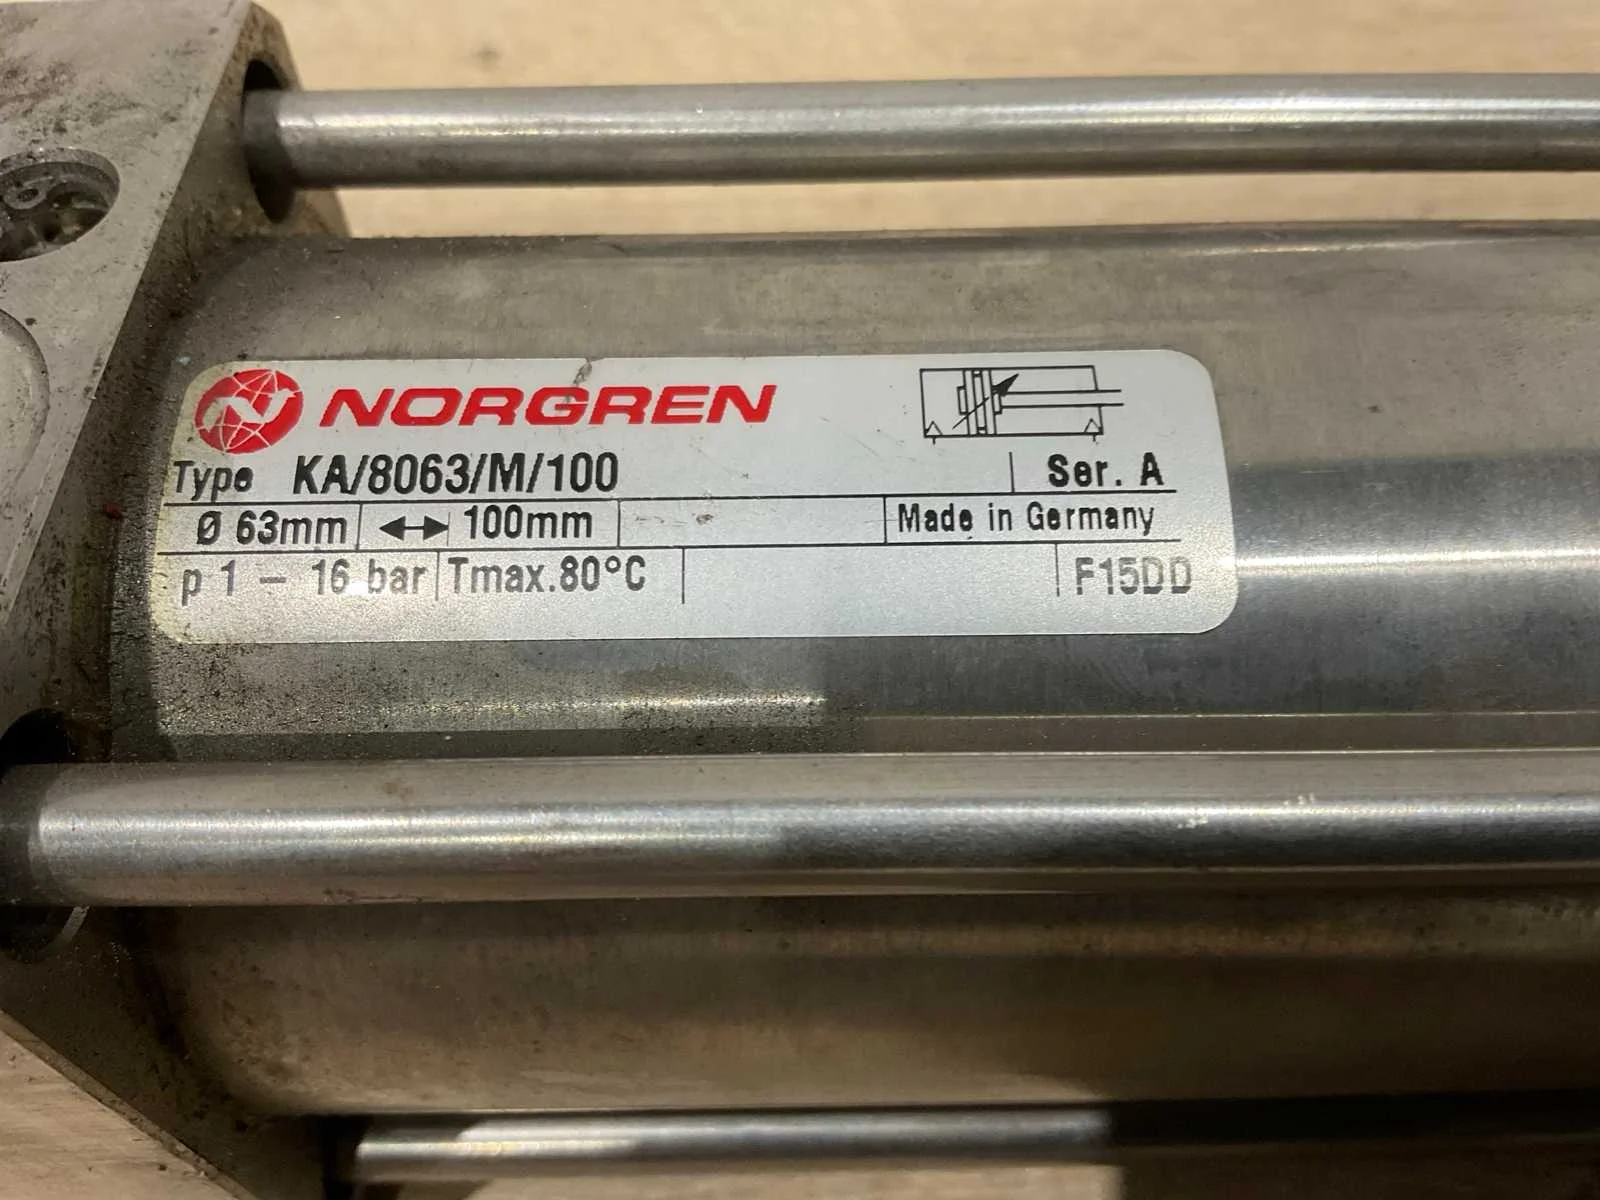 NORGREN
Type KA/8063/M/100 Ser. A
Ø 63mm 100mm Made in Germany
p 1 - 16 bar Tmax.80°C F15DD